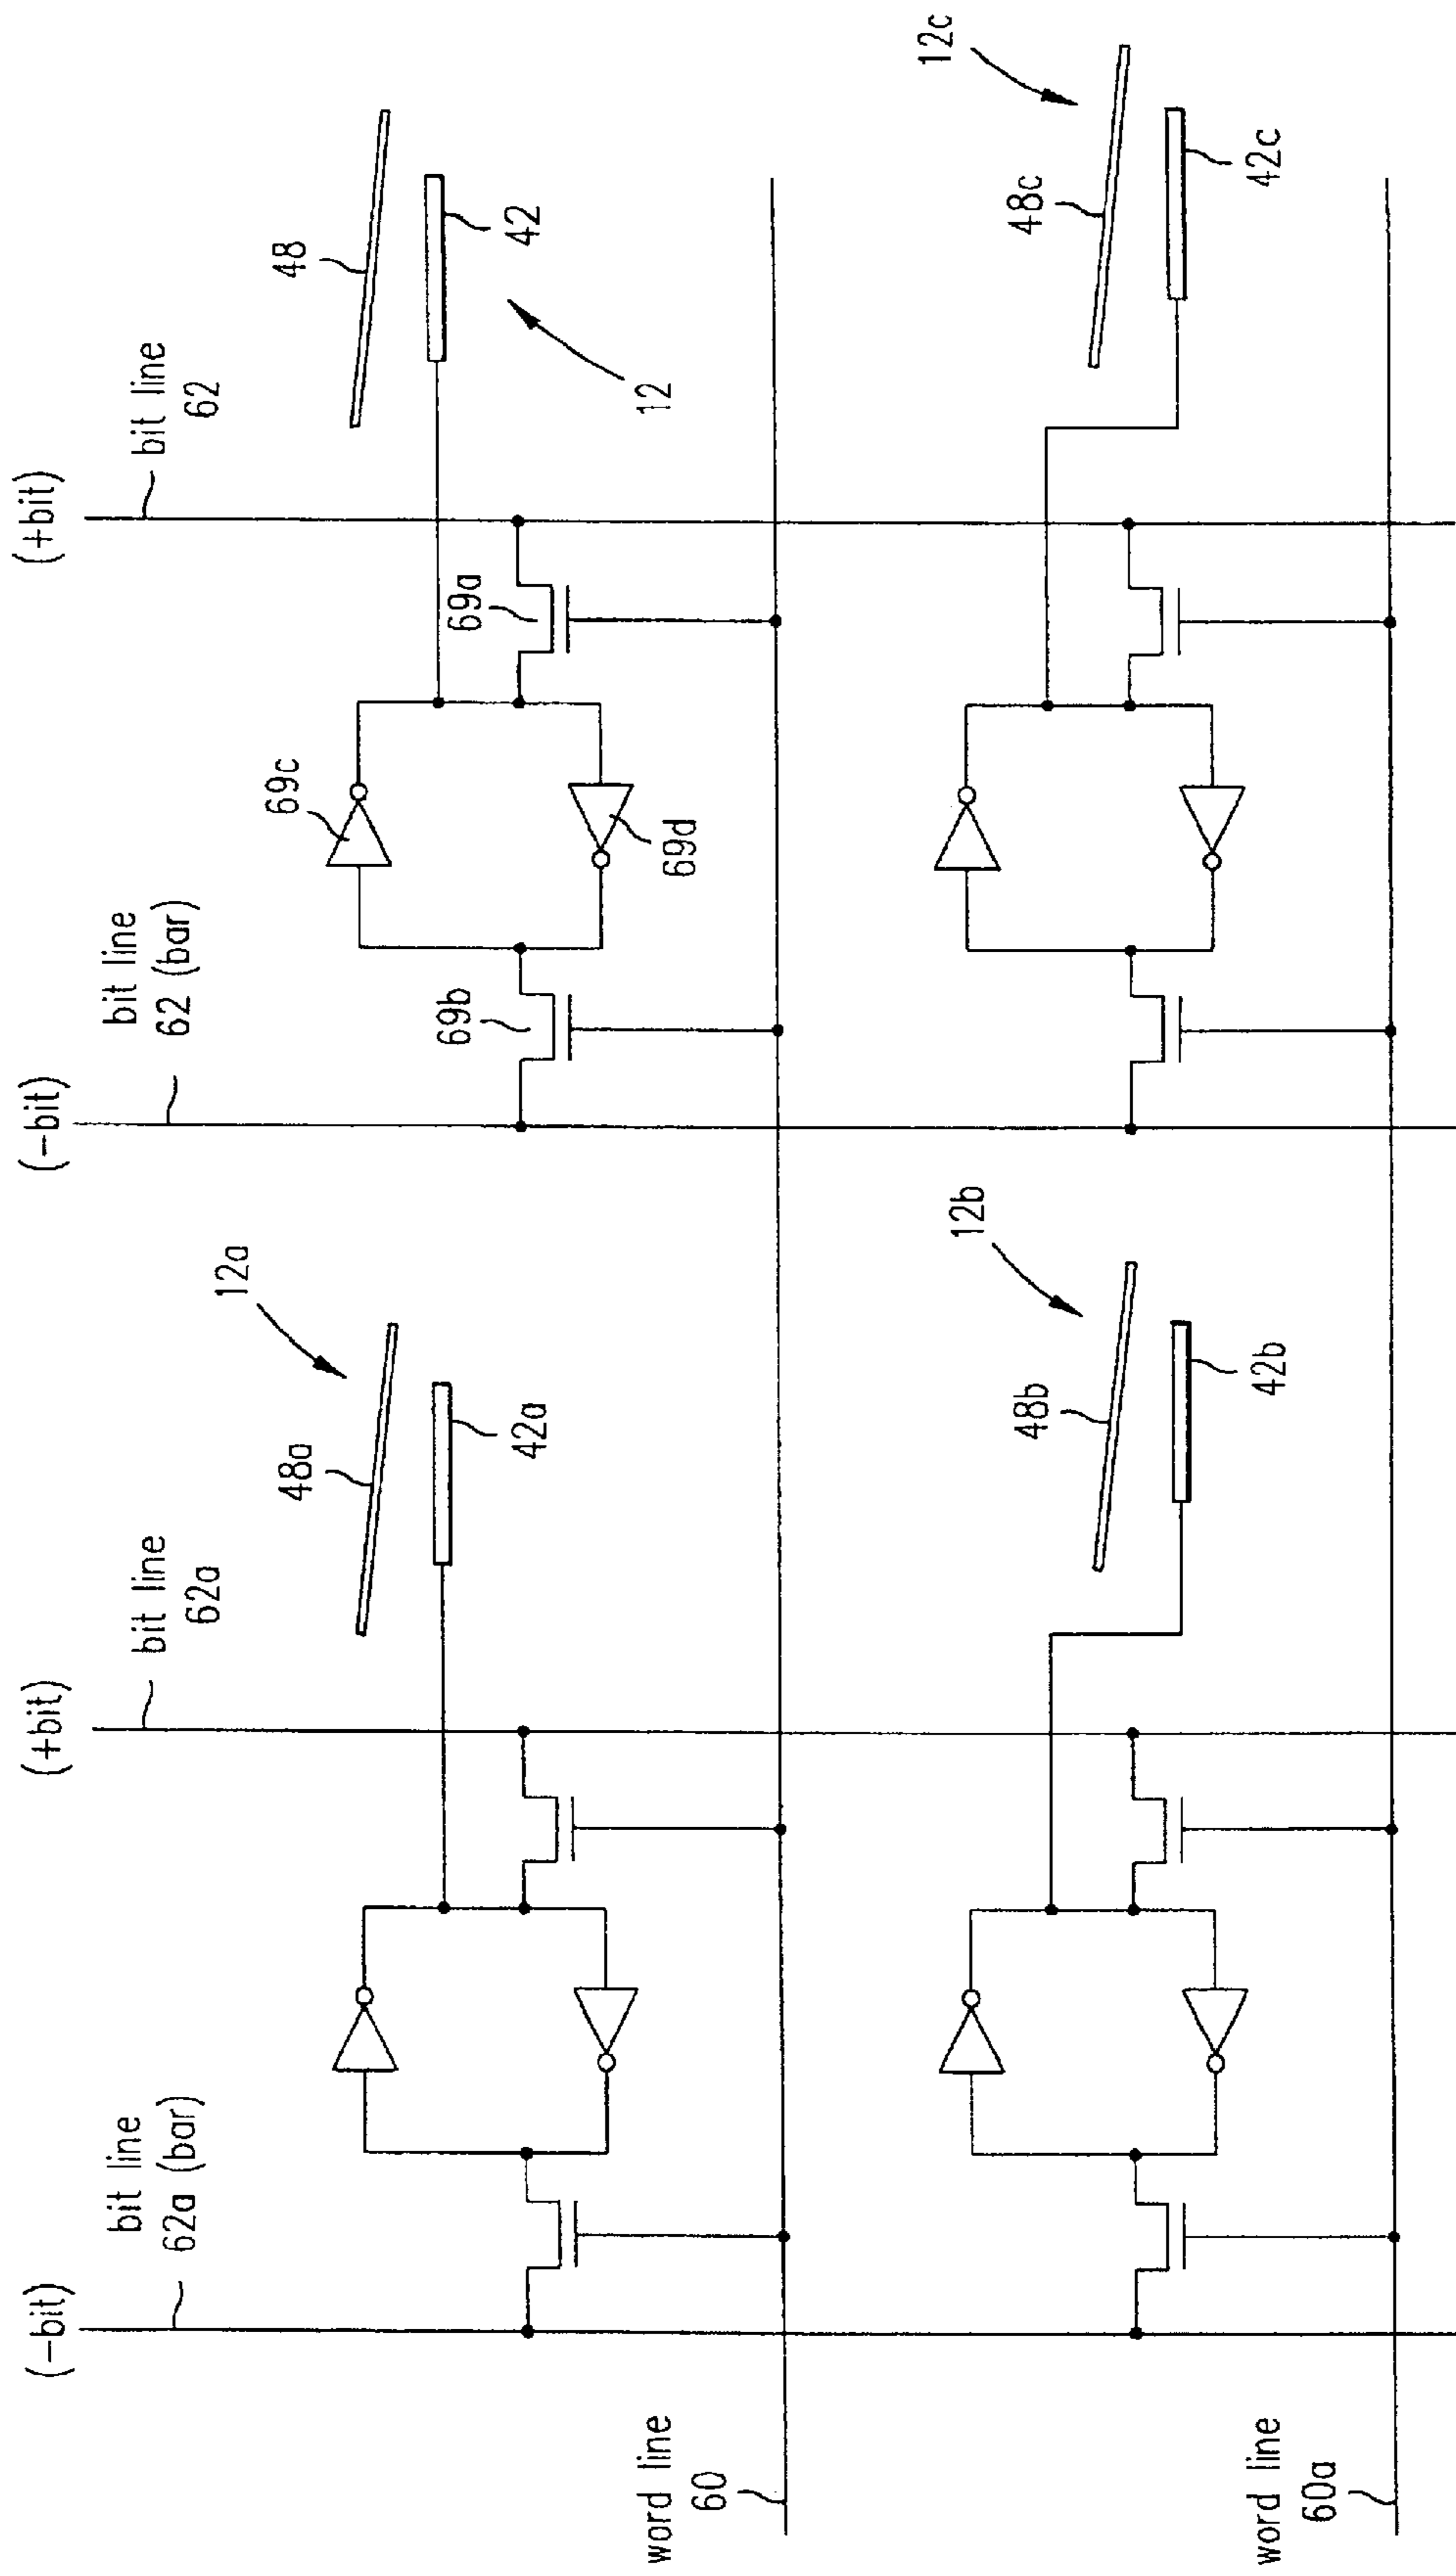 (−bit)
bit line
62a (bar)
(+bit)
bit line
62a
(−bit)
bit line
62 (bar)
(+bit)
bit line
62
48a
12a
42a
69b
69c
69d
69a
48
42
12
word line
60
48b
12b
42b
48c
12c
42c
word line
60a